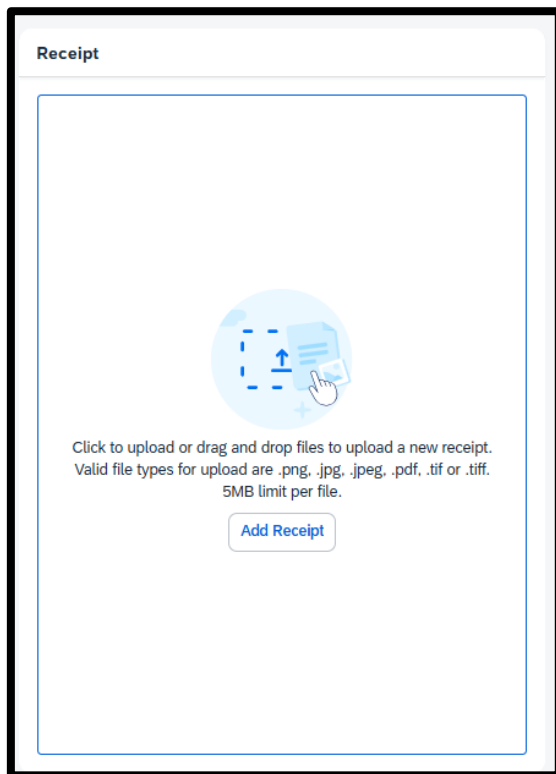 Receipt
Click to upload or drag and drop files to upload a new receipt.
Valid file types for upload are .png, .jpg, .jpeg, .pdf, .tif or .tiff.
5MB limit per file.
Add Receipt